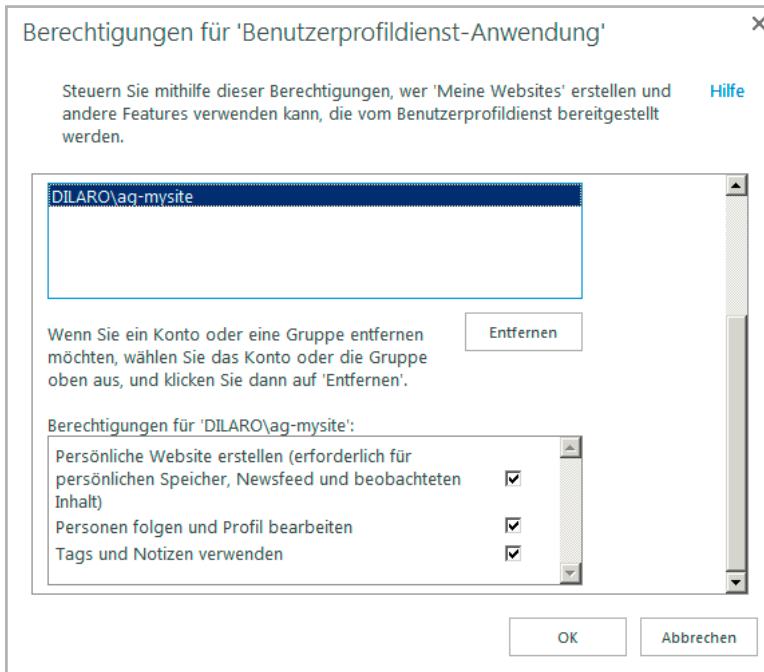 Berechtigungen für 'Benutzerprofildienst-Anwendung'
Steuern Sie mithilfe dieser Berechtigungen, wer 'Meine Websites' erstellen und
Hilfe
andere Features verwenden kann, die vom Benutzerprofildienst bereitgestellt
werden.
DILARO\ag-mysite
Wenn Sie ein Konto oder eine Gruppe entfernen
Entfernen
möchten, wählen Sie das Konto oder die Gruppe
oben aus, und klicken Sie dann auf 'Entfernen'.
Berechtigungen für 'DILARO\ag-mysite':
Persönliche Website erstellen (erforderlich für
persönlichen Speicher, Newsfeed und beobachteten
Inhalt)
Personen folgen und Profil bearbeiten
Tags und Notizen verwenden
OK
Abbrechen